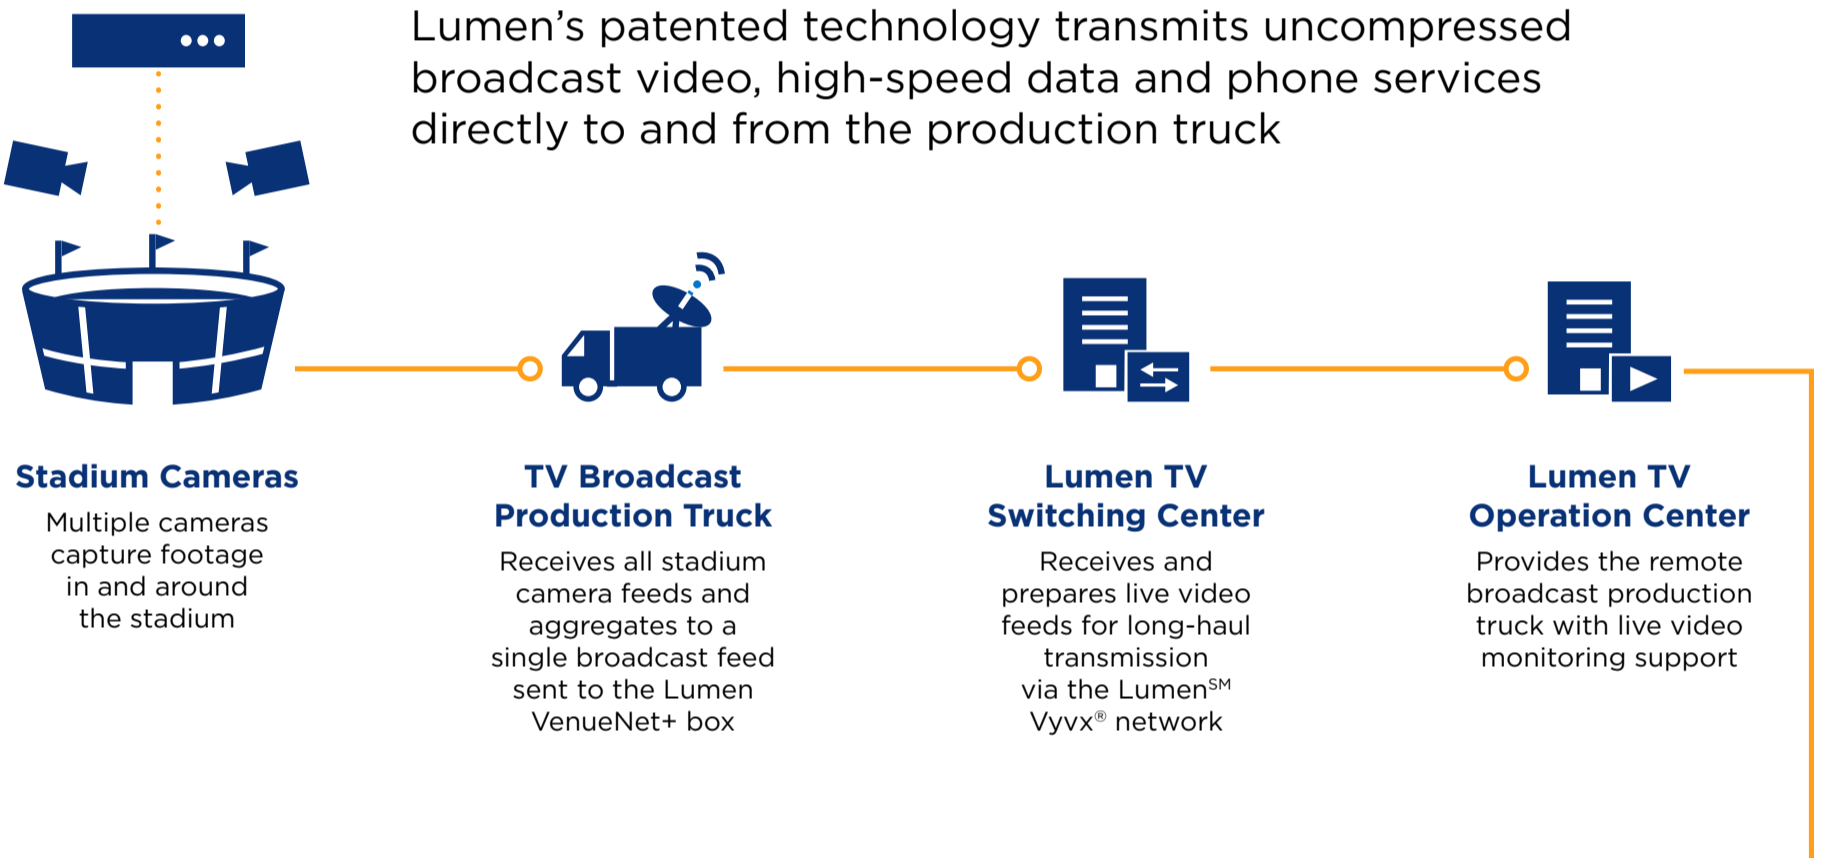 Lumen’s patented technology transmits uncompressed
broadcast video, high-speed data and phone services
directly to and from the production truck
Stadium Cameras
Multiple cameras
capture footage
in and around
the stadium
TV Broadcast
Production Truck
Receives all stadium
camera feeds and
aggregates to a
single broadcast feed
sent to the Lumen
VenueNet+ box
Lumen TV
Switching Center
Receives and
prepares live video
feeds for long-haul
transmission
via the Lumen℠
Vyvx® network
Lumen TV
Operation Center
Provides the remote
broadcast production
truck with live video
monitoring support